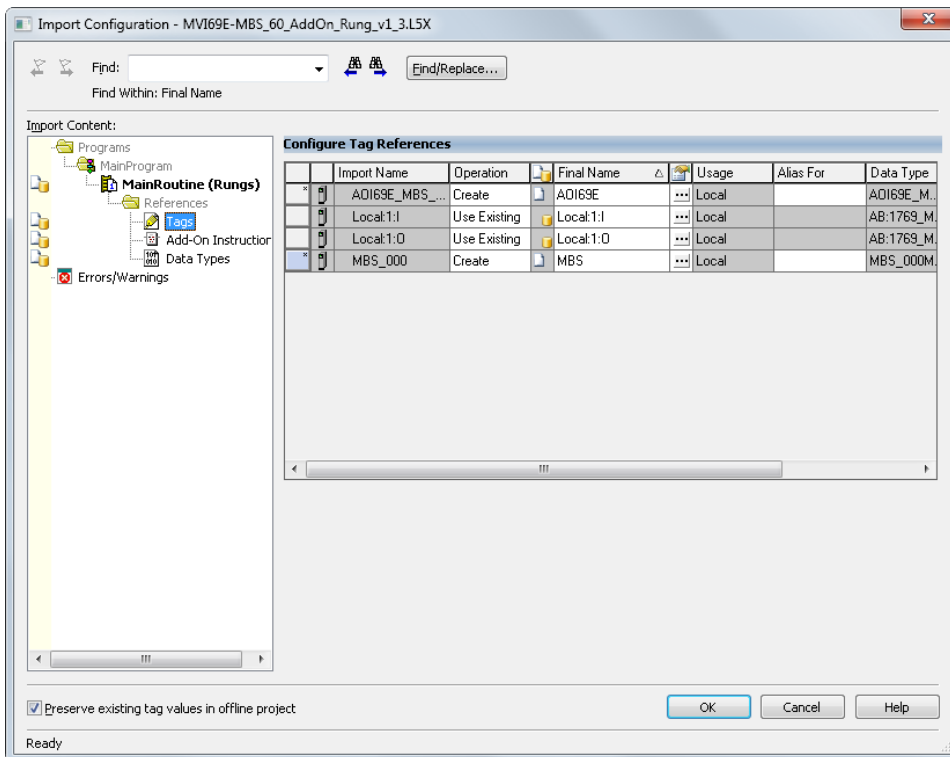 Import Configuration - MVI69E-MBS_60_AddOn_Rung_v1_3.L5X
Find:
Find/Replace...
Find Within: Final Name
Import Content:
Programs
MainProgram
MainRoutine (Rungs)
References
Tags
Add-On Instruction
Data Types
Errors/Warnings
Configure Tag References
Import Name Operation Final Name Usage Alias For Data Type
AOI69E_MBS_... Create AOI69E ... Local AOI69E_M..
Local:1:I Use Existing Local:1:I ... Local AB:1769_M.
Local:1:O Use Existing Local:1:O ... Local AB:1769_M.
MBS_000 Create MBS ... Local MBS_000M.
Preserve existing tag values in offline project
OK Cancel Help
Ready